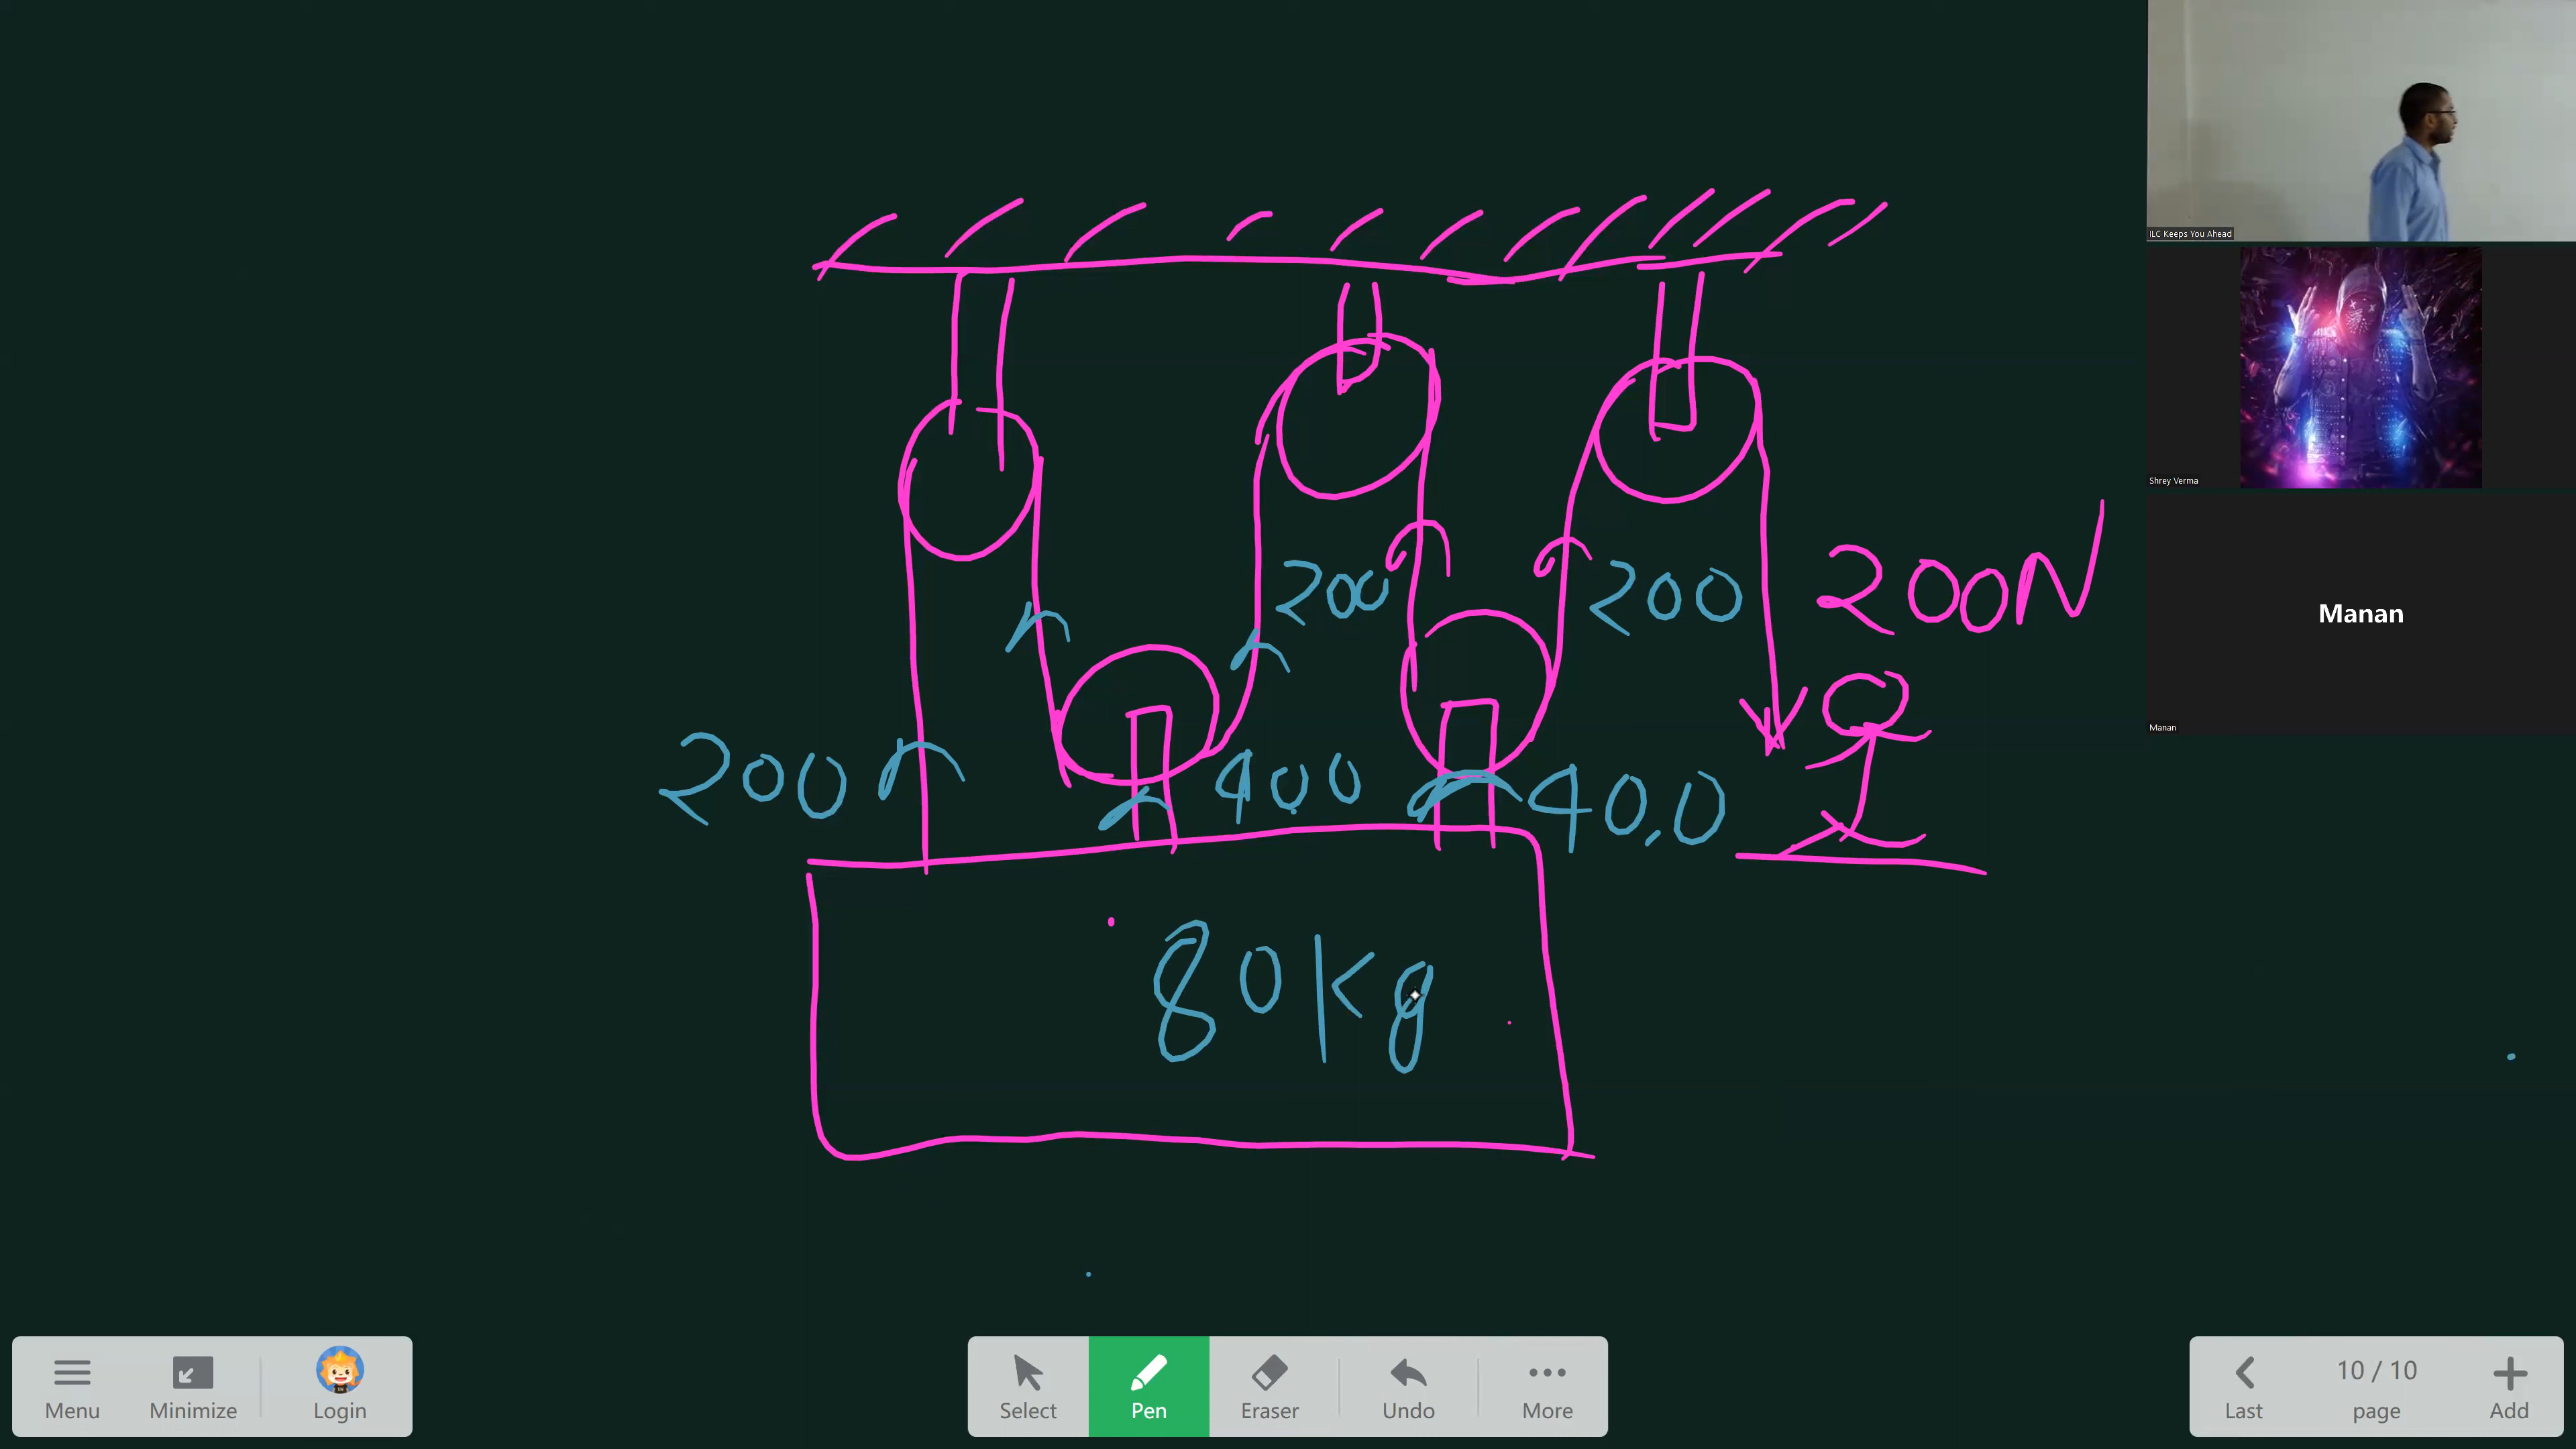 ILC Keeps You Ahead
Shrey Verma
200 200 200N
Manan
Manan
200 400 400
80kg
Menu Minimize Login
Select Pen Eraser Undo More
10 / 10
Last page Add